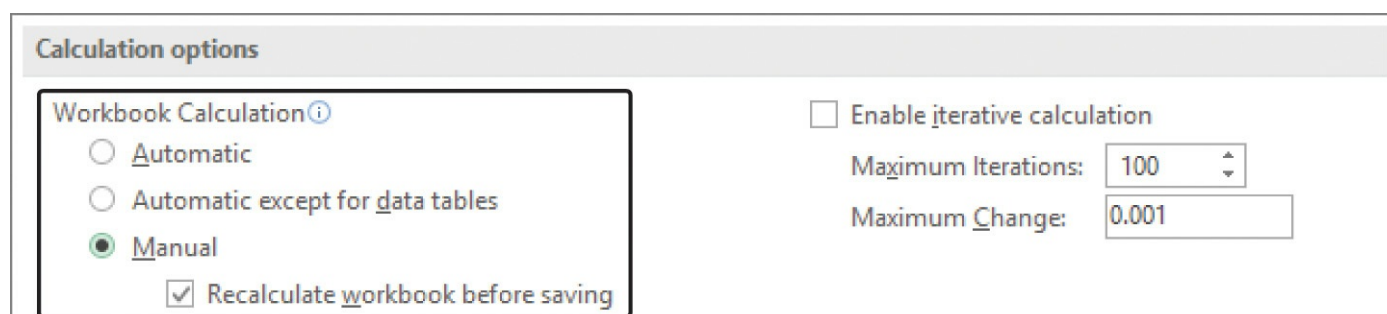 Calculation options
Workbook Calculation
Automatic
Automatic except for data tables
Manual
Recalculate workbook before saving
Enable iterative calculation
Maximum Iterations: 100
Maximum Change: 0.001